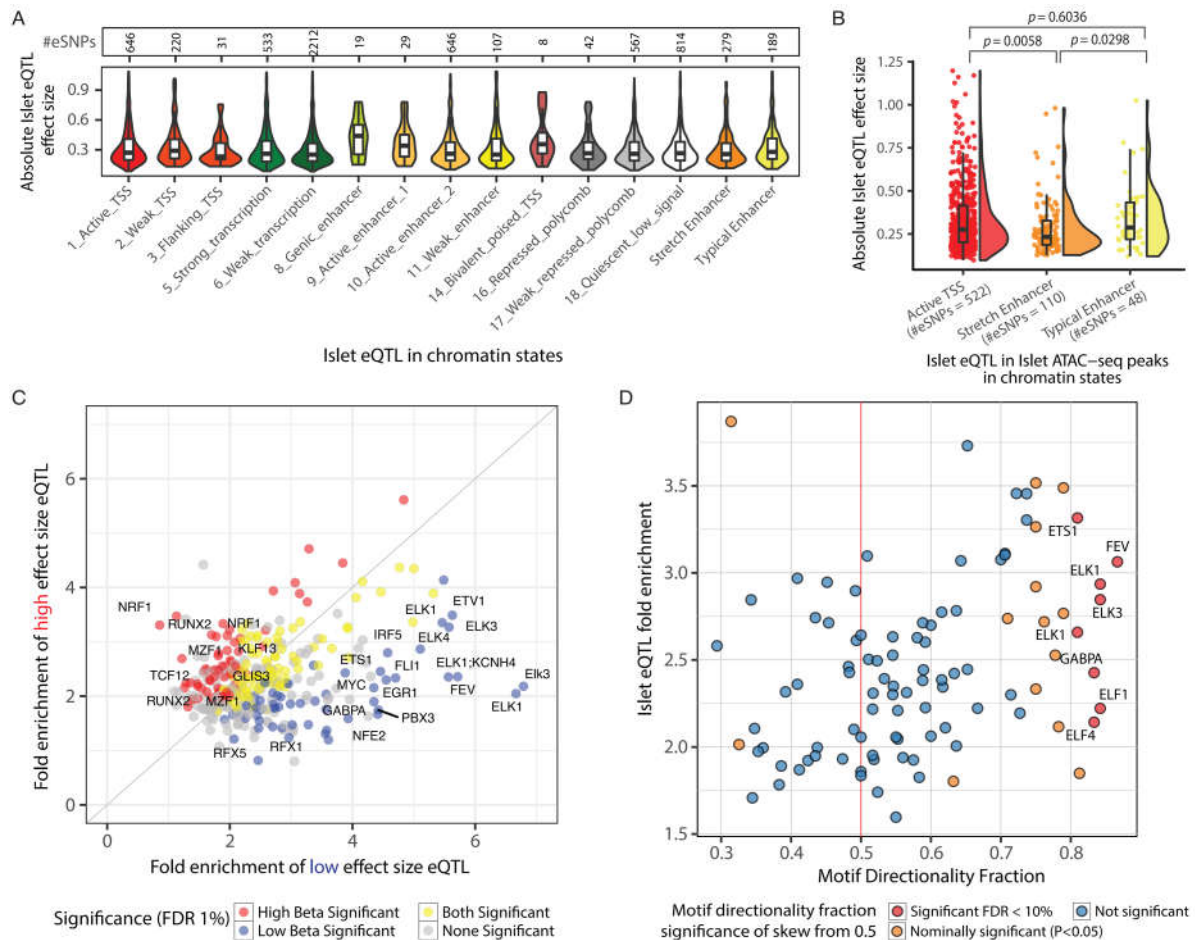 A
#eSNPs
646 220 31 533 2212 19 29 646 107 8 42 567 814 279 189
Absolute Islet eQTL
effect size
0.9
0.6
0.3
1_Active_TSS
2_Weak_TSS
3_Flanking_TSS
5_Strong_transcription
6_Weak_transcription
8_Genic_enhancer
9_Active_enhancer_1
10_Active_enhancer_2
11_Weak_enhancer
14_Bivalent_poised_TSS
16_Repressed_polycomb
17_Weak_repressed_polycomb
18_Quiescent_low_signal
Stretch Enhancer
Typical Enhancer
Islet eQTL in chromatin states
B
p = 0.6036
p = 0.0058 p = 0.0298
Absolute Islet eQTL effect size
1.25
1.00
0.75
0.50
0.25
Active TSS
(#eSNPs = 522)
Stretch Enhancer
(#eSNPs = 110)
Typical Enhancer
(#eSNPs = 48)
Islet eQTL in Islet ATAC−seq peaks
in chromatin states
C
Fold enrichment of high effect size eQTL
6
4
2
0
NRF1
RUNX2
NRF1
MZF1
KLF13
TCF12
GLIS3
RUNX2
MZF1
RFX5
RFX1
ETV1
ELK1
ELK3
IRF5
ELK4
ETS1
FLI1
ELK1;KCNH4
MYC
EGR1
FEV
Elk3
GABPA
PBX3
ELK1
NFE2
0 2 4 6
Fold enrichment of low effect size eQTL
Significance (FDR 1%)
High Beta Significant
Both Significant
Low Beta Significant
None Significant
D
Islet eQTL fold enrichment
3.5
3.0
2.5
2.0
1.5
ETS1
FEV
ELK1
ELK3
ELK1
GABPA
ELF1
ELF4
0.3 0.4 0.5 0.6 0.7 0.8
Motif Directionality Fraction
Motif directionality fraction
significance of skew from 0.5
Significant FDR < 10%
Not significant
Nominally significant (P<0.05)